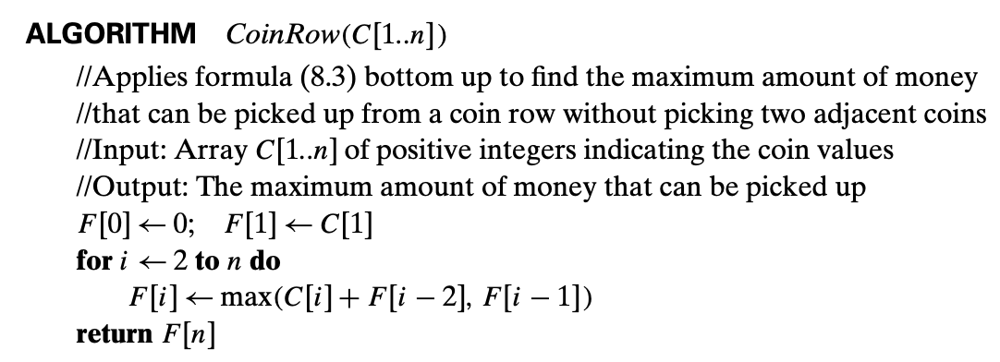 ALGORITHM CoinRow(C[1..n])
//Applies formula (8.3) bottom up to find the maximum amount of money
//that can be picked up from a coin row without picking two adjacent coins
//Input: Array C[1..n] of positive integers indicating the coin values
//Output: The maximum amount of money that can be picked up
F[0] ← 0; F[1] ← C[1]
for i ← 2 to n do
F[i] ← max(C[i] + F[i − 2], F[i − 1])
return F[n]